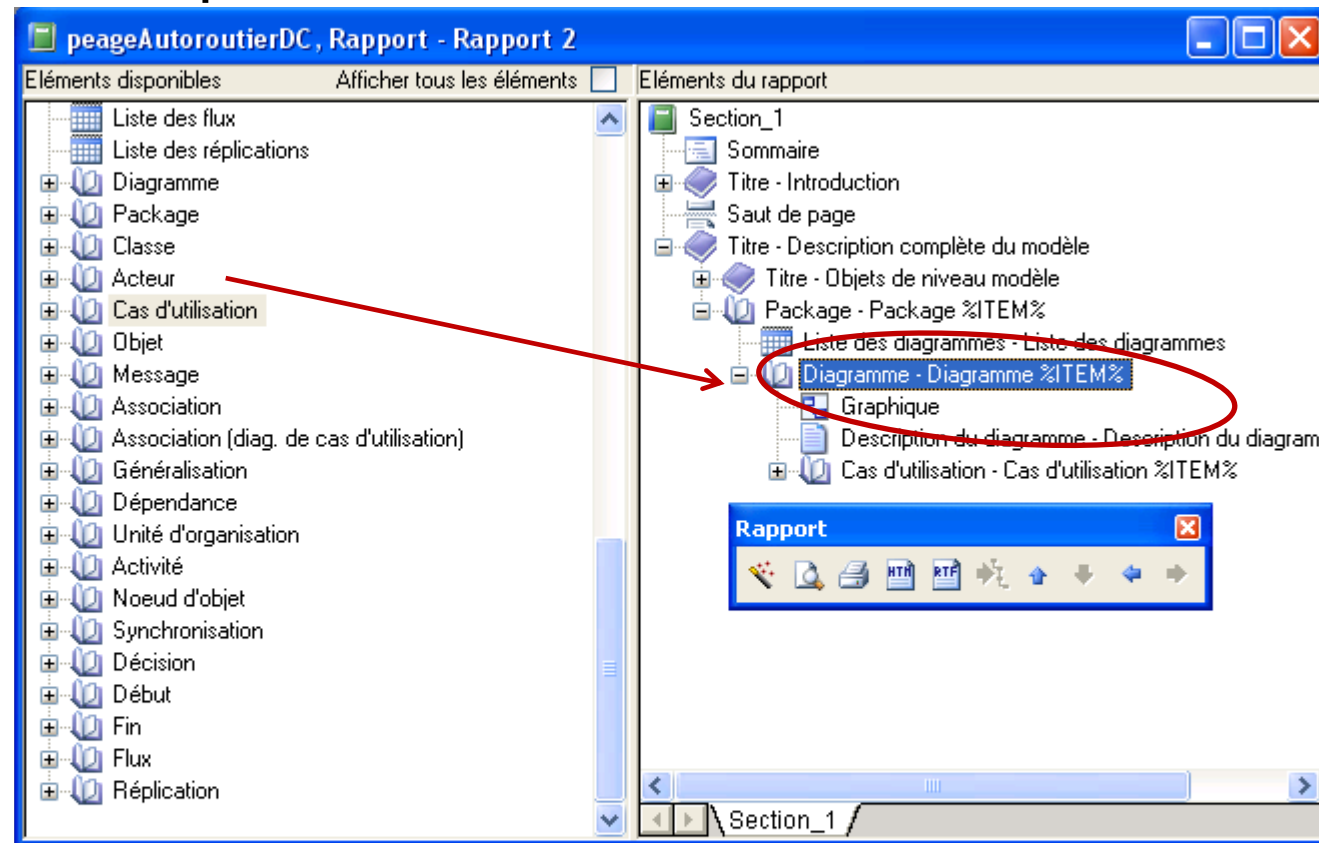 peageAutoroutierDC, Rapport - Rapport 2
Eléments disponibles
Afficher tous les éléments
Liste des flux
Liste des réplications
Diagramme
Package
Classe
Acteur
Cas d'utilisation
Objet
Message
Association
Association (diag. de cas d'utilisation)
Généralisation
Dépendance
Unité d'organisation
Activité
Noeud d'objet
Synchronisation
Décision
Début
Fin
Flux
Réplication
Eléments du rapport
Section_1
Sommaire
Titre - Introduction
Saut de page
Titre - Description complète du modèle
Titre - Objets de niveau modèle
Package - Package %ITEM%
Liste des diagrammes - Liste des diagrammes
Diagramme - Diagramme %ITEM%
Graphique
Description du diagramme - Description du diagram
Cas d'utilisation - Cas d'utilisation %ITEM%
Rapport
HTM
RTF
Section_1